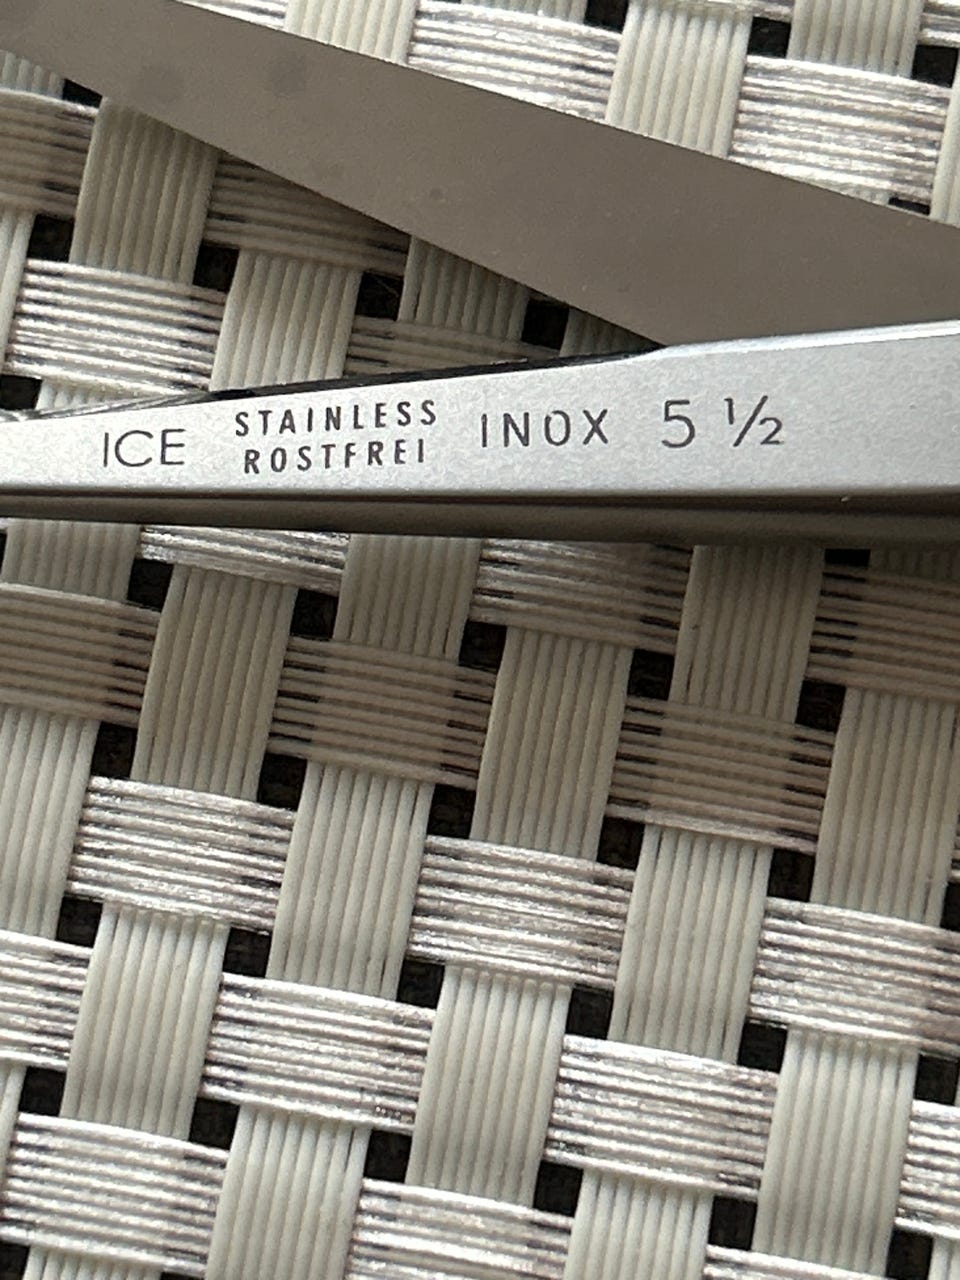 ICE STAINLESS INOX 5 ½
ROSTFREI